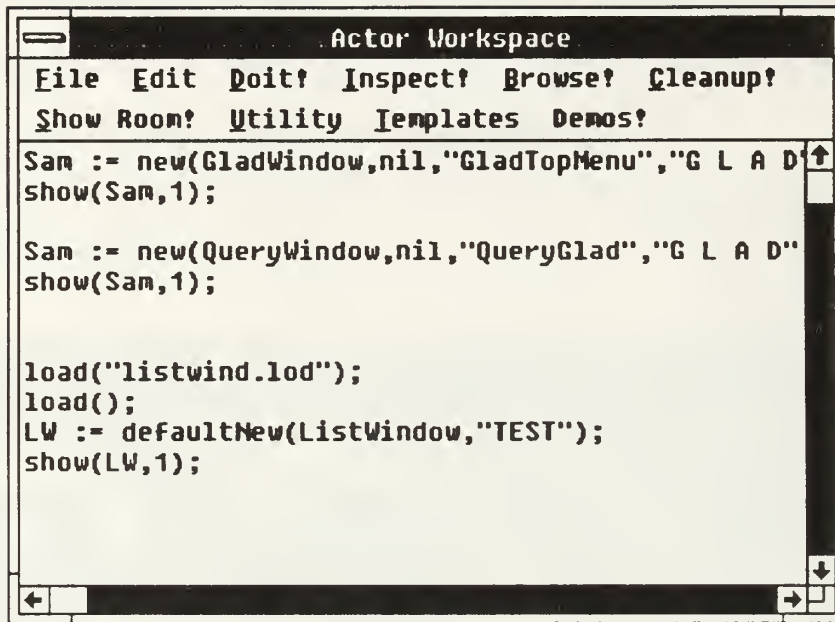 Actor Workspace
File Edit Doit! Inspect! Browse! Cleanup!
Show Room! Utility Templates Demos!
Sam := new(GladWindow,nil,"GladTopMenu","G L A D"
show(Sam,1);
Sam := new(QueryWindow,nil,"QueryGlad","G L A D"
show(Sam,1);
load("listwind.lod");
load();
LW := defaultNew(ListWindow,"TEST");
show(LW,1);